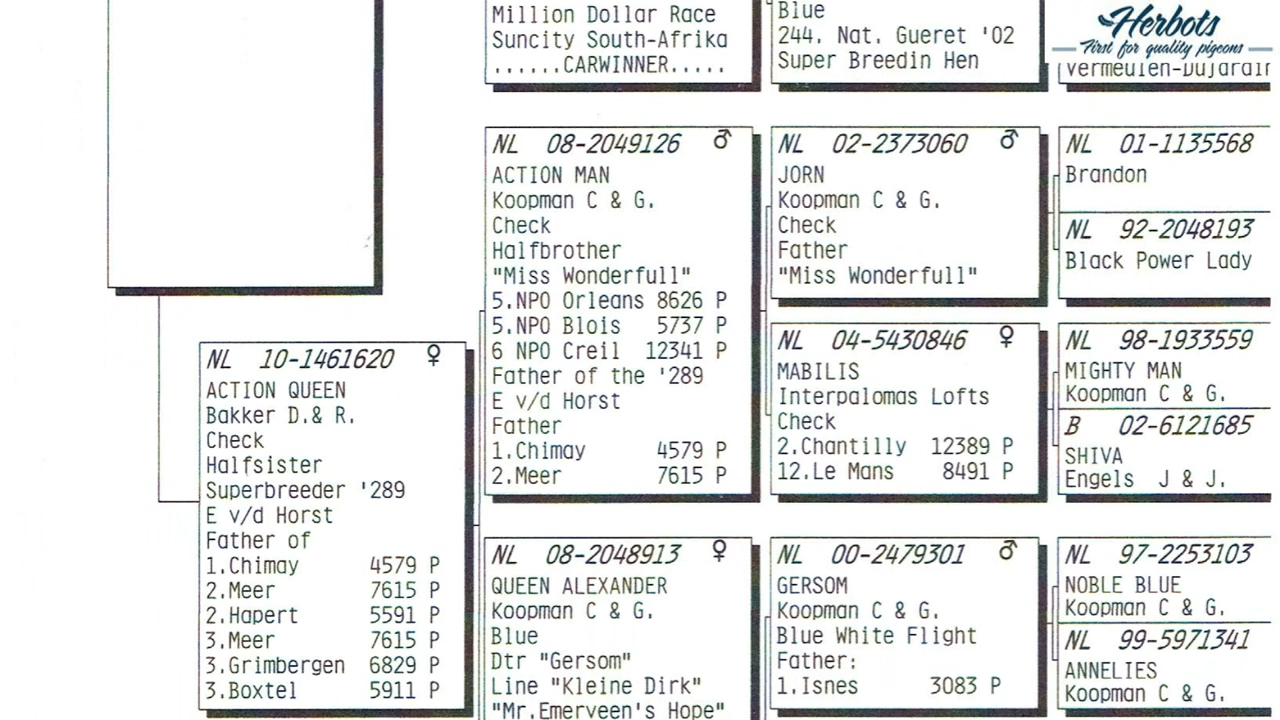 Million Dollar Race
Suncity South-Afrika
......CARWINNER.....
Blue
244. Nat. Gueret '02
Super Breedin Hen
Herbots
First for quality pigeons
Vermeulen-Dujardin
NL 10-1461620 ♀
ACTION QUEEN
Bakker D.& R.
Check
Halfsister
Superbreeder '289
E v/d Horst
Father of
1.Chimay 4579 P
2.Meer 7615 P
2.Hapert 5591 P
3.Meer 7615 P
3.Grimbergen 6829 P
3.Boxtel 5911 P
NL 08-2049126 ♂
ACTION MAN
Koopman C & G.
Check
Halfbrother
"Miss Wonderfull"
5.NPO Orleans 8626 P
5.NPO Blois 5737 P
6 NPO Creil 12341 P
Father of the '289
E v/d Horst
Father
1.Chimay 4579 P
2.Meer 7615 P
NL 08-2048913 ♀
QUEEN ALEXANDER
Koopman C & G.
Blue
Dtr "Gersom"
Line "Kleine Dirk"
"Mr.Emerveen's Hope"
NL 02-2373060 ♂
JORN
Koopman C & G.
Check
Father
"Miss Wonderfull"
NL 04-5430846 ♀
MABILIS
Interpalomas Lofts
Check
2.Chantilly 12389 P
12.Le Mans 8491 P
NL 00-2479301 ♂
GERSOM
Koopman C & G.
Blue White Flight
Father:
1.Isnes 3083 P
NL 01-1135568
Brandon
NL 92-2048193
Black Power Lady
NL 98-1933559
MIGHTY MAN
Koopman C & G.
B 02-6121685
SHIVA
Engels J & J.
NL 97-2253103
NOBLE BLUE
Koopman C & G.
NL 99-5971341
ANNELIES
Koopman C & G.